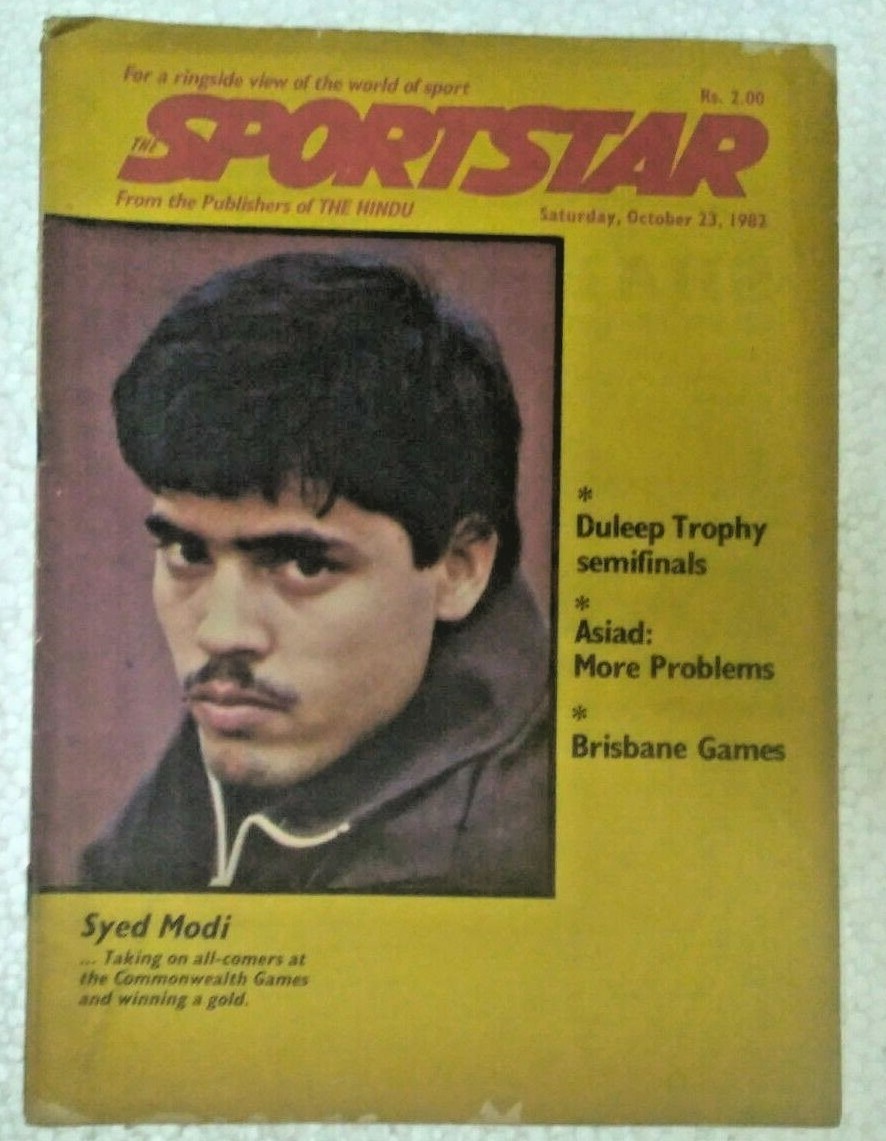 For a ringside view of the world of sport
Rs. 2.00
THE SPORTSTAR
From the Publishers of THE HINDU
Saturday, October 23, 1982
*
Duleep Trophy
semifinals
*
Asiad:
More Problems
*
Brisbane Games
Syed Modi
... Taking on all-comers at
the Commonwealth Games
and winning a gold.